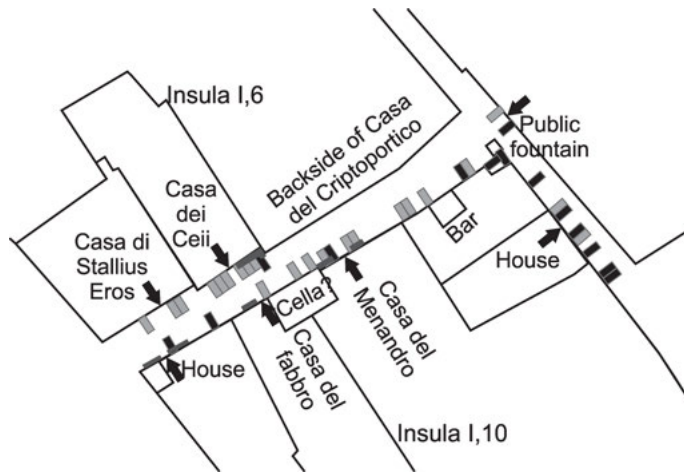 Insula I,6
Backside of Casa
del Criptoportico
Public
fountain
Casa
dei
Ceii
Casa di
Stallius
Eros
Bar
House
Cella?
Casa del
Menandro
House
Casa del
fabbro
Insula I,10